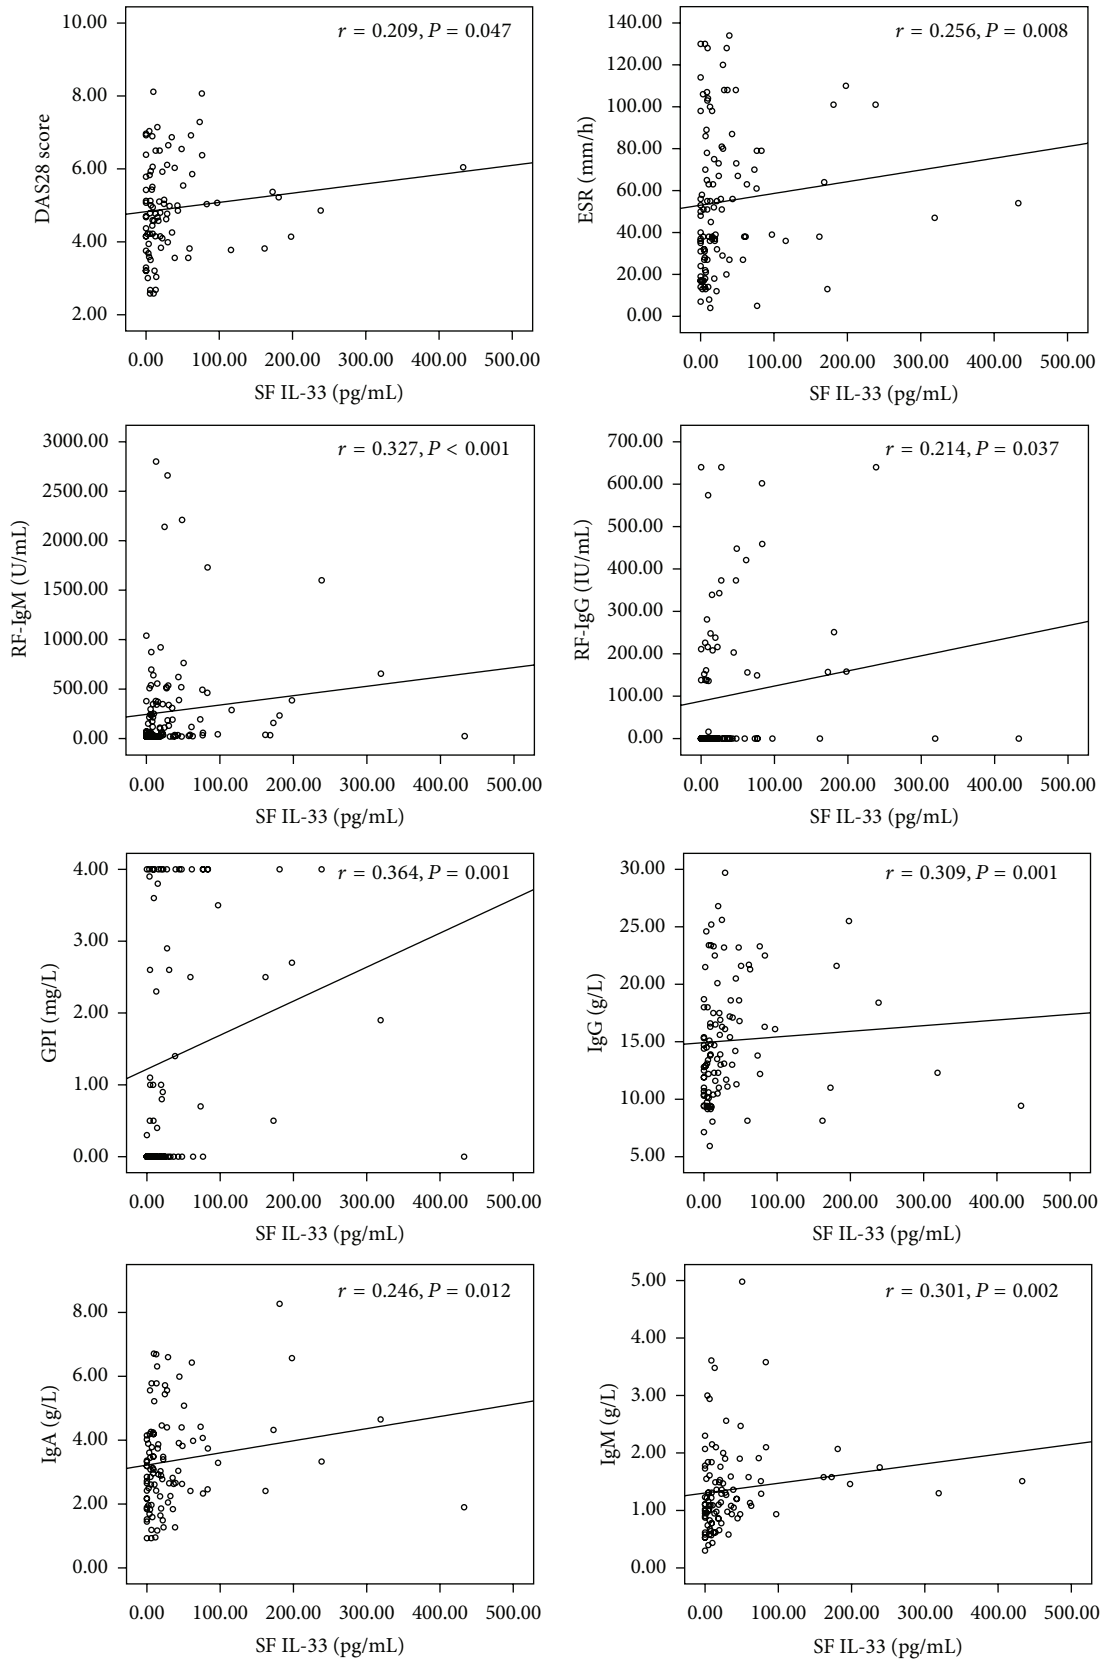 r = 0.209, P = 0.047
DAS28 score
10.00
8.00
6.00
4.00
2.00
0.00 100.00 200.00 300.00 400.00 500.00
SF IL-33 (pg/mL)
r = 0.256, P = 0.008
ESR (mm/h)
140.00
120.00
100.00
80.00
60.00
40.00
20.00
0.00
0.00 100.00 200.00 300.00 400.00 500.00
SF IL-33 (pg/mL)
r = 0.327, P < 0.001
RF-IgM (U/mL)
3000.00
2500.00
2000.00
1500.00
1000.00
500.00
0.00
0.00 100.00 200.00 300.00 400.00 500.00
SF IL-33 (pg/mL)
r = 0.214, P = 0.037
RF-IgG (IU/mL)
700.00
600.00
500.00
400.00
300.00
200.00
100.00
0.00
0.00 100.00 200.00 300.00 400.00 500.00
SF IL-33 (pg/mL)
r = 0.364, P = 0.001
GPI (mg/L)
4.00
3.00
2.00
1.00
0.00
0.00 100.00 200.00 300.00 400.00 500.00
SF IL-33 (pg/mL)
r = 0.309, P = 0.001
IgG (g/L)
30.00
25.00
20.00
15.00
10.00
5.00
0.00 100.00 200.00 300.00 400.00 500.00
SF IL-33 (pg/mL)
r = 0.246, P = 0.012
IgA (g/L)
8.00
6.00
4.00
2.00
0.00
0.00 100.00 200.00 300.00 400.00 500.00
SF IL-33 (pg/mL)
r = 0.301, P = 0.002
IgM (g/L)
5.00
4.00
3.00
2.00
1.00
0.00
0.00 100.00 200.00 300.00 400.00 500.00
SF IL-33 (pg/mL)